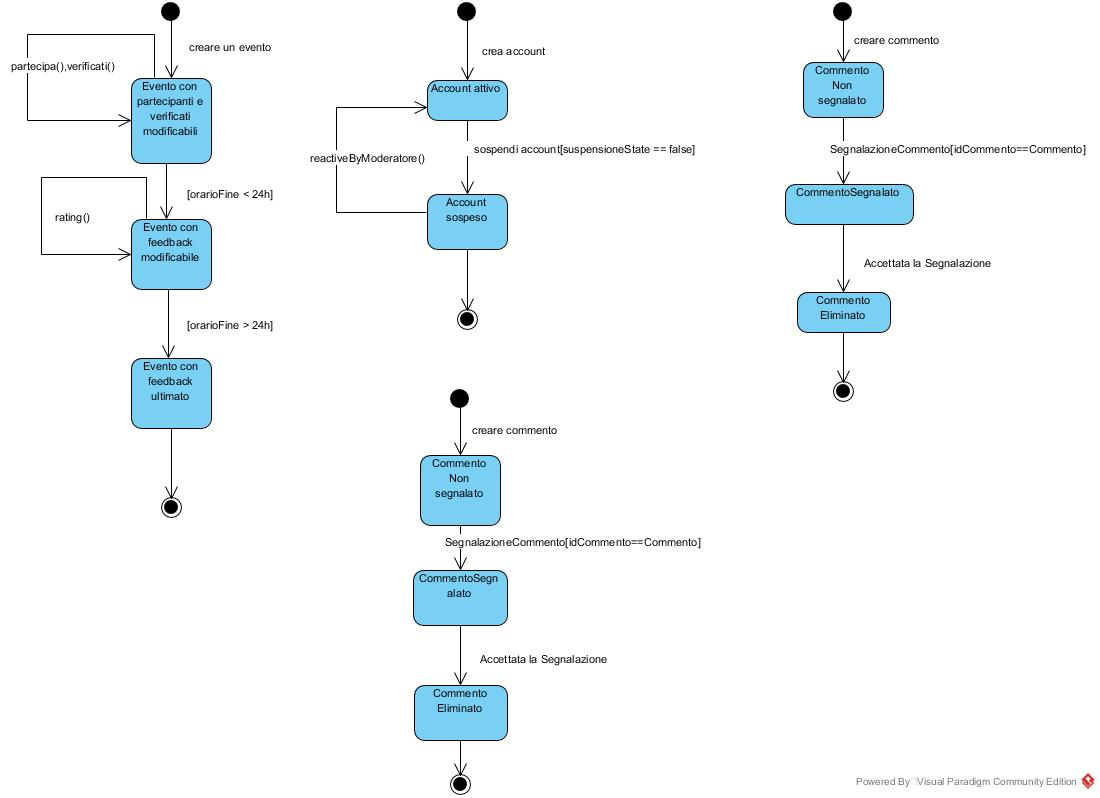 creare un evento
partecipa(),verificati()
Evento con
partecipanti e
verificati
modificabili
[orarioFine < 24h]
rating()
Evento con
feedback
modificabile
[orarioFine > 24h]
Evento con
feedback
ultimato
crea account
Account attivo
reactiveByModeratore()
sospendi account[suspensioneState == false]
Account
sospeso
creare commento
Commento
Non
segnalato
SegnalazioneCommento[idCommento==Commento]
CommentoSegnalato
Accettata la Segnalazione
Commento
Eliminato
creare commento
Commento
Non
segnalato
SegnalazioneCommento[idCommento==Commento]
CommentoSegn
alato
Accettata la Segnalazione
Commento
Eliminato
Powered By Visual Paradigm Community Edition